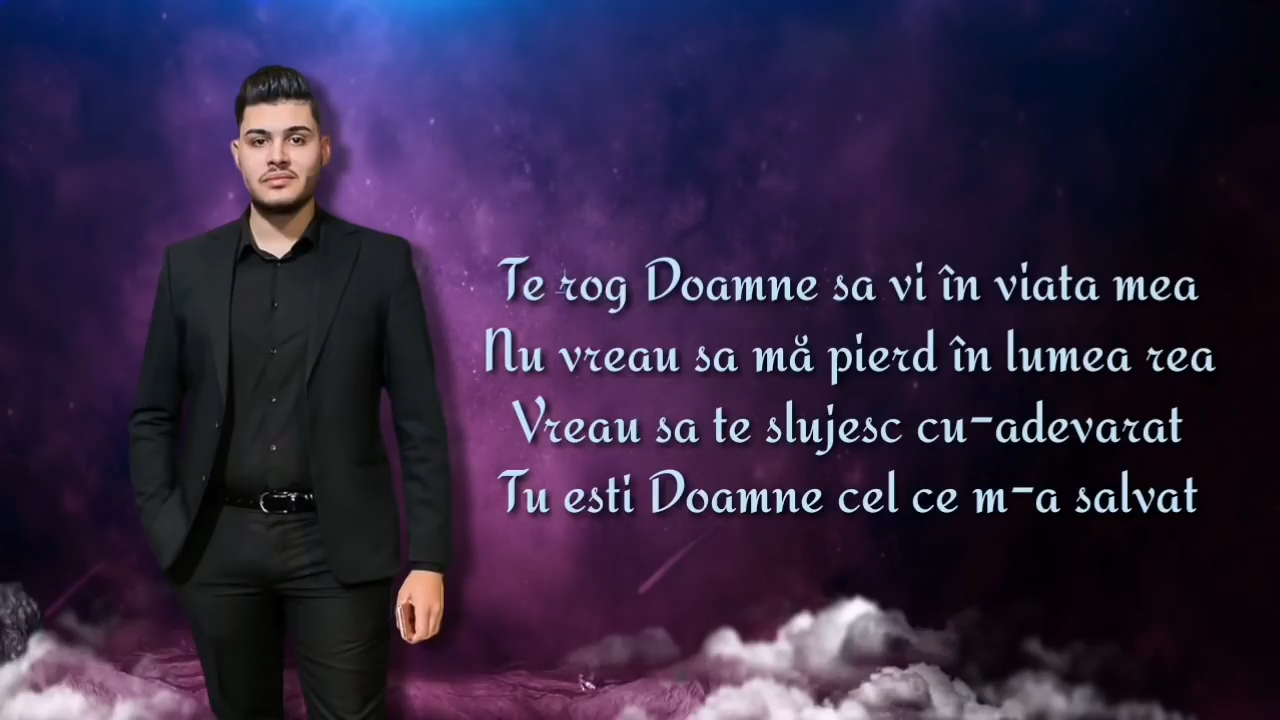 Te rog Doamne sa vi în viata mea
Nu vreau sa mă pierd în lumea rea
Vreau sa te slujesc cu-adevarat
Tu esti Doamne cel ce m-a salvat